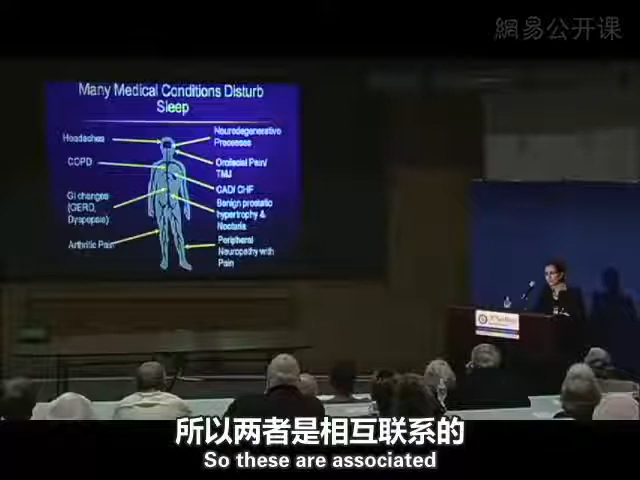 網易公开课
Many Medical Conditions Disturb
Sleep
Headaches
COPD
GI changes
(GERD,
Dyspepsia)
Arthritic Pain
Neurodegenerative
Processes
Orofacial Pain/
TMJ
CAD/ CHF
Benign prostatic
hypertrophy &
Nocturia
Peripheral
Neuropathy with
Pain
所以两者是相互联系的
So these are associated